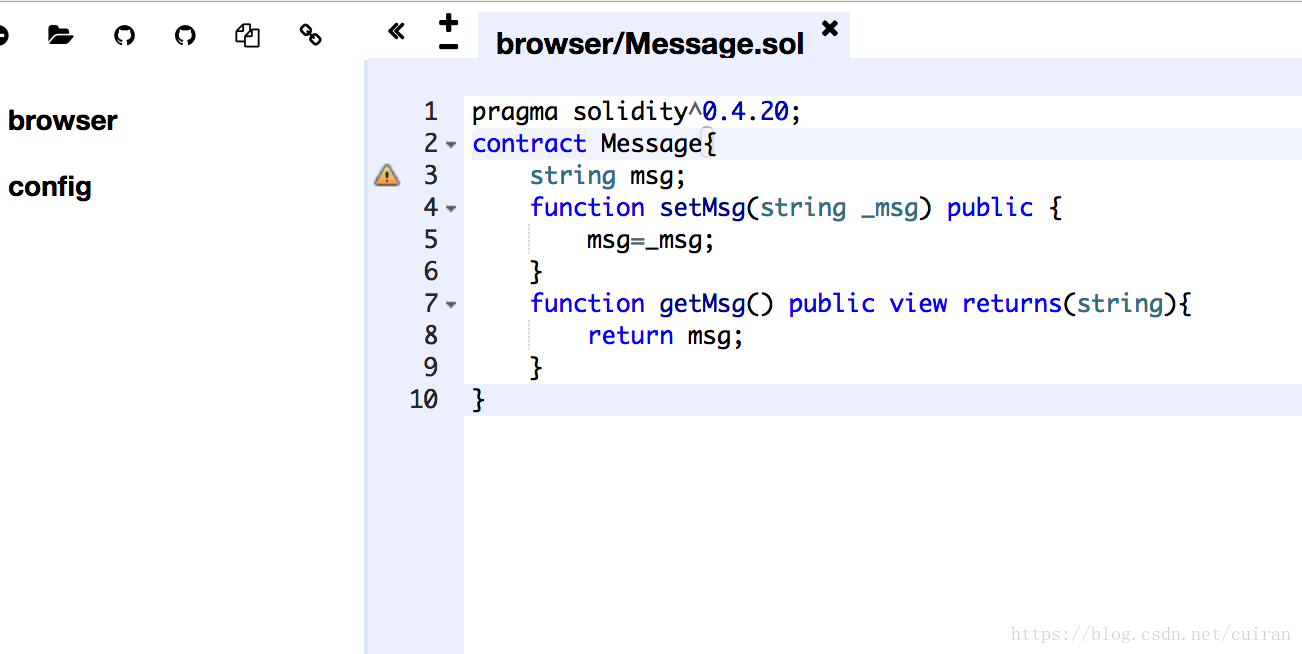 browser/Message.sol
browser
config
1 pragma solidity^0.4.20;
2 contract Message{
3 string msg;
4 function setMsg(string _msg) public {
5 msg=_msg;
6 }
7 function getMsg() public view returns(string){
8 return msg;
9 }
10 }
https://blog.csdn.net/cuiran